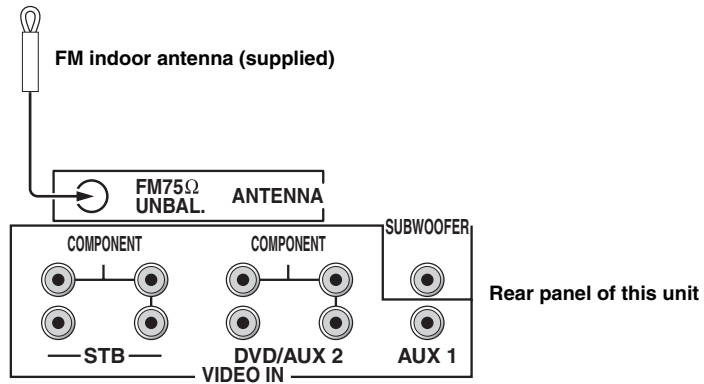 FM indoor antenna (supplied)
FM75Ω
UNBAL.
ANTENNA
SUBWOOFER
COMPONENT
COMPONENT
Rear panel of this unit
STB
DVD/AUX 2
AUX 1
VIDEO IN